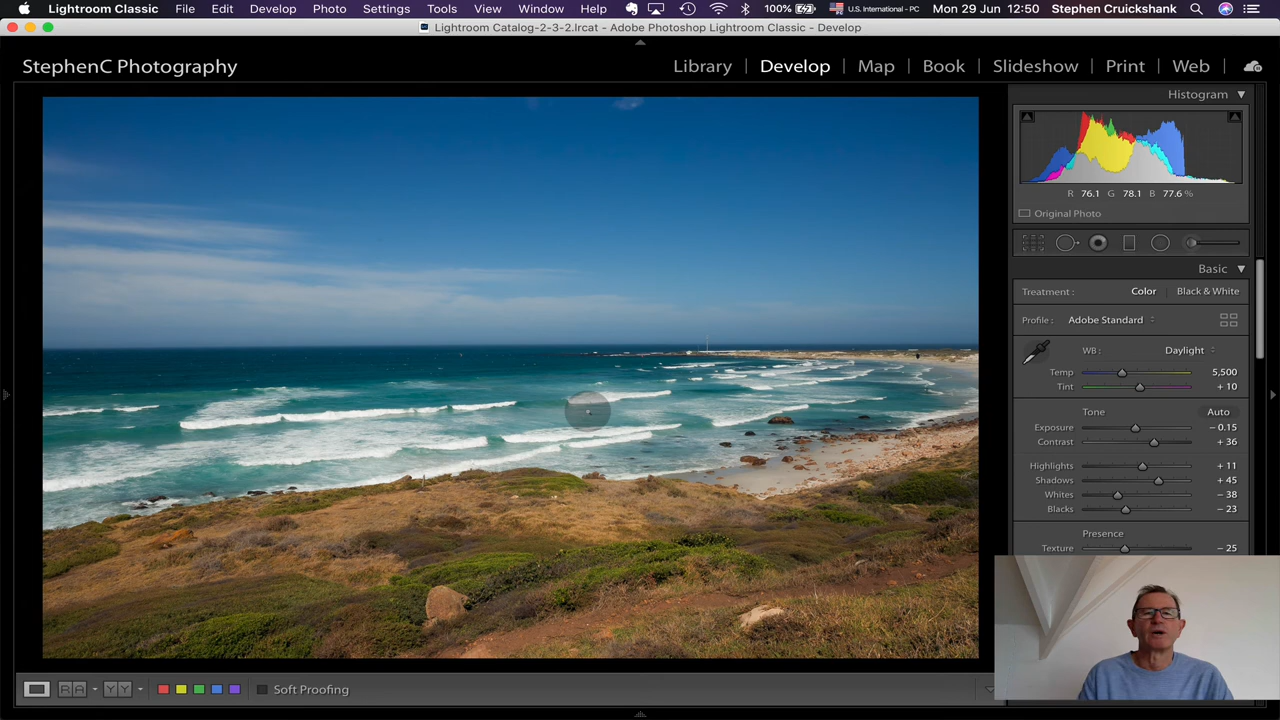 Lightroom Classic File Edit Develop Photo Settings Tools View Window Help 100% U.S. International - PC Mon 29 Jun 12:50 Stephen Cruickshank
Lightroom Catalog-2-3-2.lrcat - Adobe Photoshop Lightroom Classic - Develop
StephenC Photography
Library | Develop | Map | Book | Slideshow | Print | Web
Histogram
R 76.1 G 78.1 B 77.6 %
Original Photo
Basic
Treatment : Color Black & White
Profile : Adobe Standard
WB : Daylight
Temp 5,500
Tint + 10
Tone Auto
Exposure − 0.15
Contrast + 36
Highlights + 11
Shadows + 45
Whites − 38
Blacks − 23
Presence
Texture − 25
R A Y Y Soft Proofing